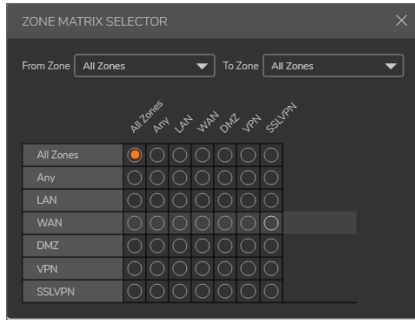 ZONE MATRIX SELECTOR
From Zone All Zones To Zone All Zones
All Zones Any LAN WAN DMZ VPN SSLVPN
All Zones
Any
LAN
WAN
DMZ
VPN
SSLVPN